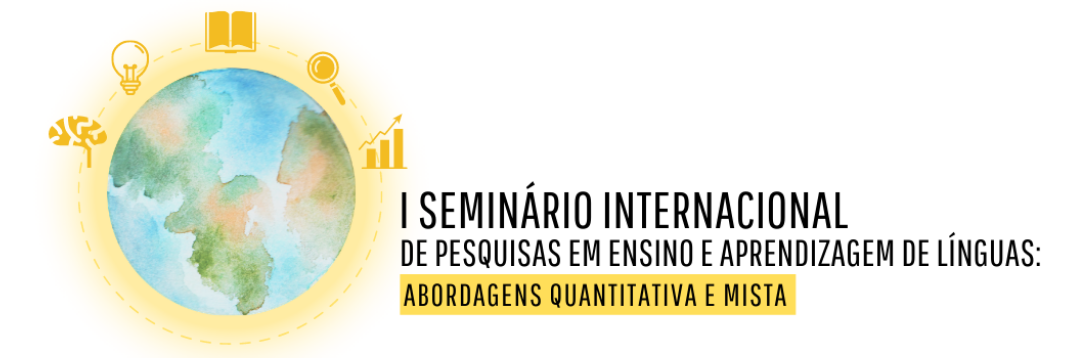 I SEMINÁRIO INTERNACIONAL
DE PESQUISAS EM ENSINO E APRENDIZAGEM DE LÍNGUAS:
ABORDAGENS QUANTITATIVA E MISTA